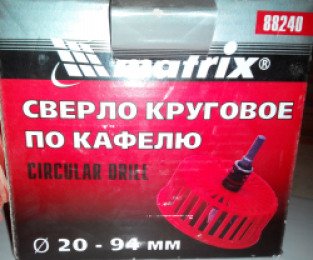 88240
matrix®
СВЕРЛО КРУГОВОЕ
ПО КАФЕЛЮ
CIRCULAR DRILL
Ø 20 - 94 мм